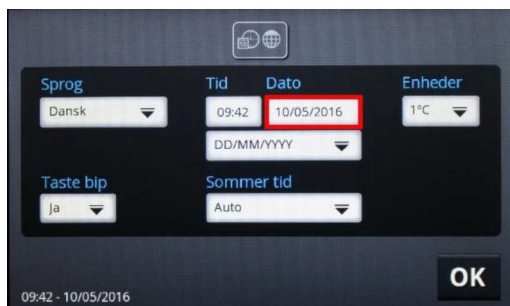 Sprog
Tid Dato
Enheder
Dansk
09:42 10/05/2016
1°C
DD/MM/YYYY
Taste bip
Sommer tid
Ja
Auto
OK
09:42 - 10/05/2016